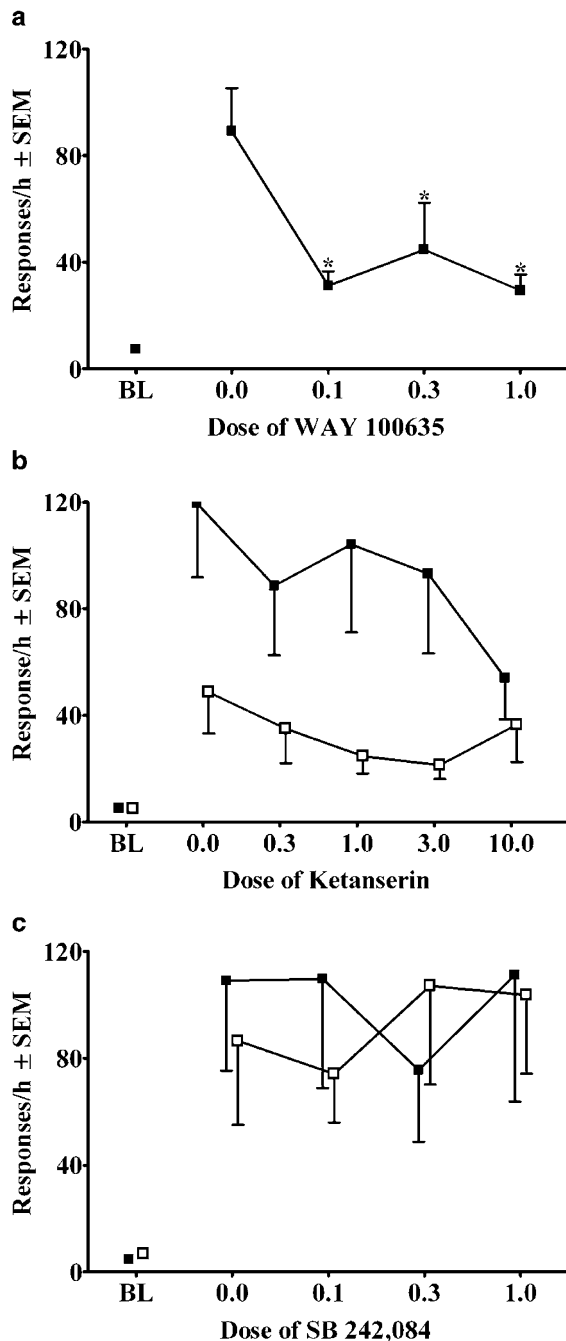 a
120
80
40
0
Responses/h ± SEM
*
*
*
BL 0.0 0.1 0.3 1.0
Dose of WAY 100635
b
120
80
40
0
Response/h ± SEM
BL 0.0 0.3 1.0 3.0 10.0
Dose of Ketanserin
c
120
80
40
0
Responses/h ± SEM
BL 0.0 0.1 0.3 1.0
Dose of SB 242,084